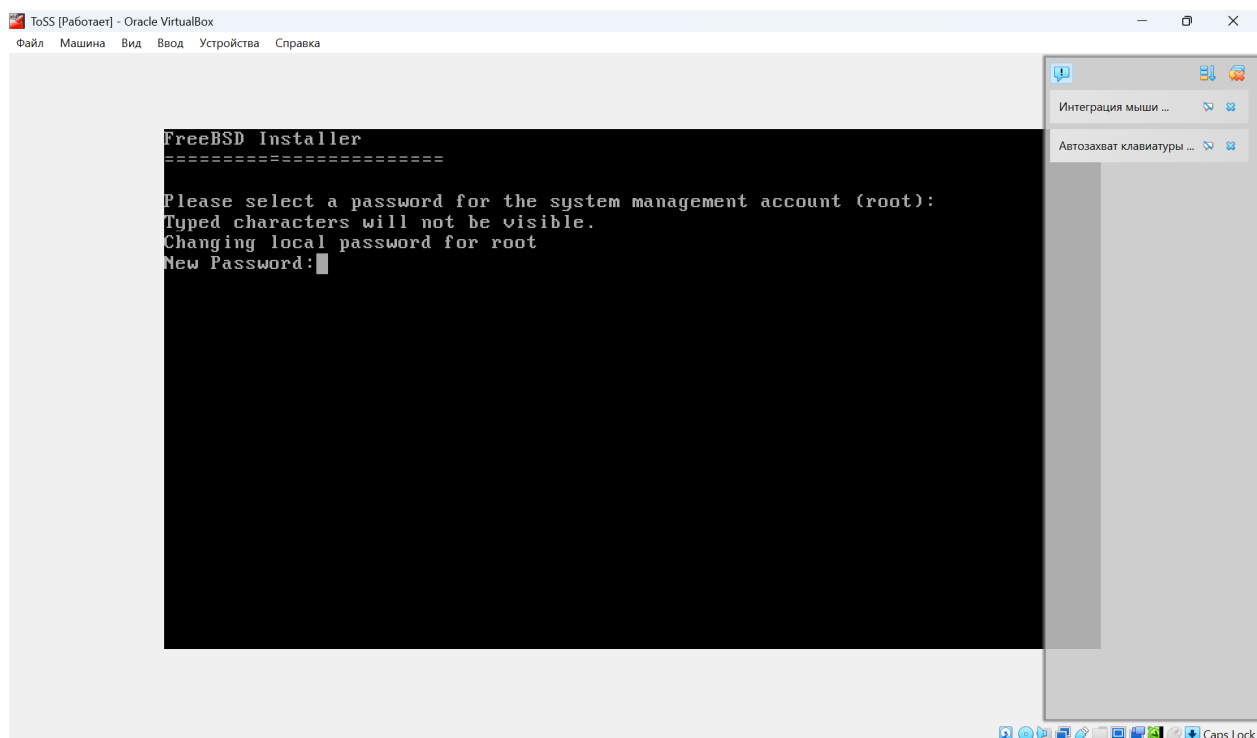 ToSS [Работает] - Oracle VirtualBox
Файл Машина Вид Ввод Устройства Справка
FreeBSD Installer
========================
Please select a password for the system management account (root):
Typed characters will not be visible.
Changing local password for root
New Password:
Интеграция мыши ...
Автозахват клавиатуры ...
Caps Lock